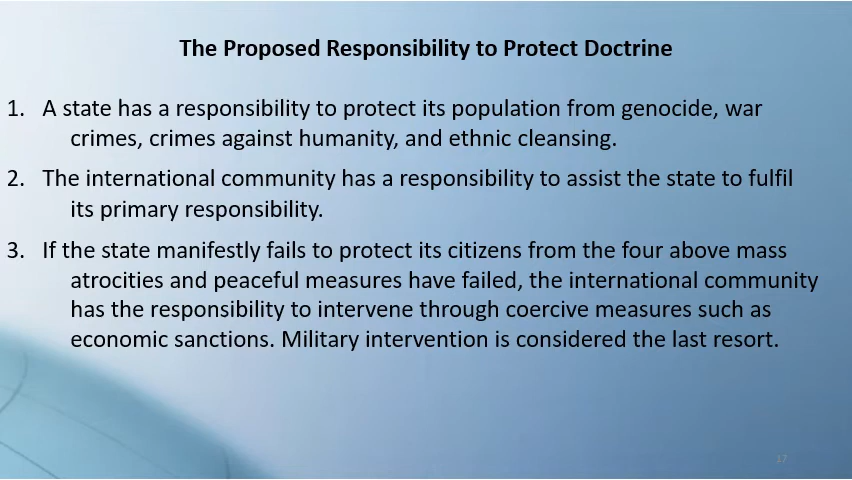 The Proposed Responsibility to Protect Doctrine
1. A state has a responsibility to protect its population from genocide, war
crimes, crimes against humanity, and ethnic cleansing.
2. The international community has a responsibility to assist the state to fulfil
its primary responsibility.
3. If the state manifestly fails to protect its citizens from the four above mass
atrocities and peaceful measures have failed, the international community
has the responsibility to intervene through coercive measures such as
economic sanctions. Military intervention is considered the last resort.
17